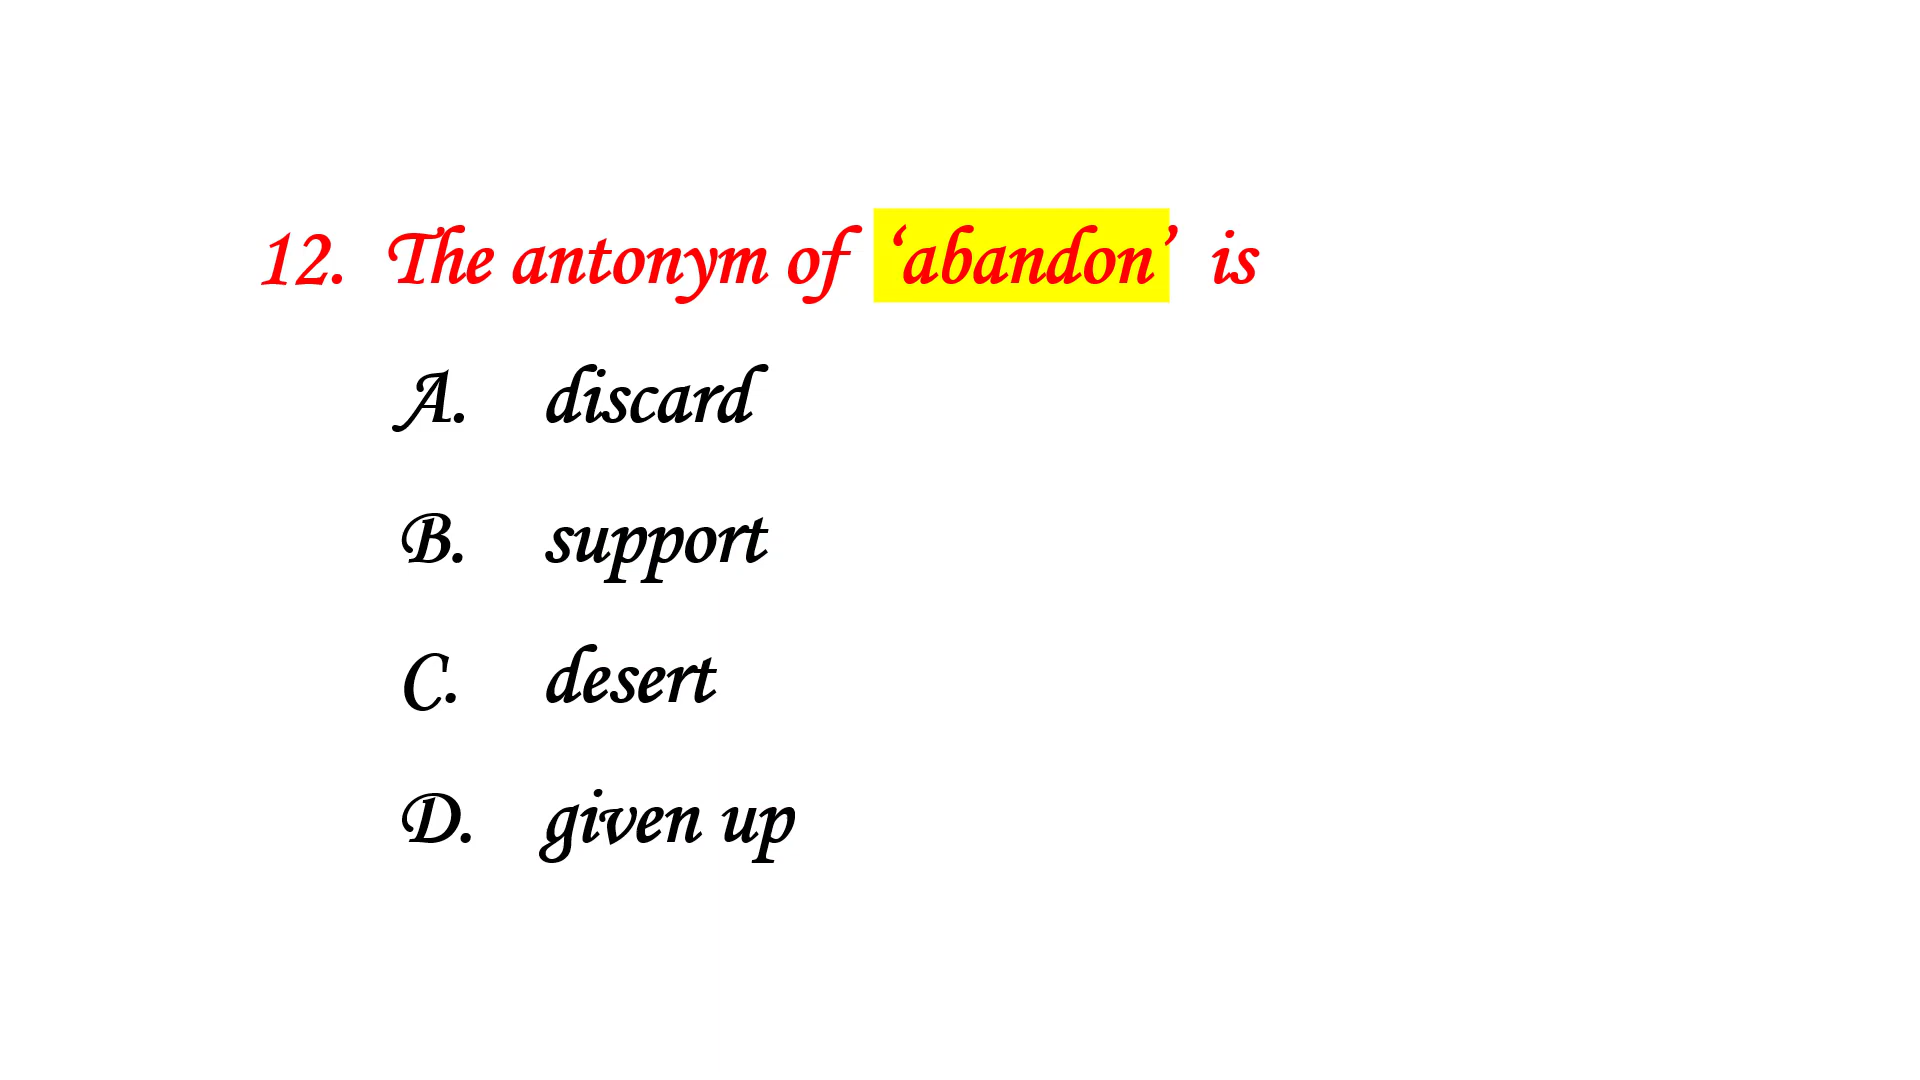 12. The antonym of ‘abandon’ is
A. discard
B. support
C. desert
D. given up